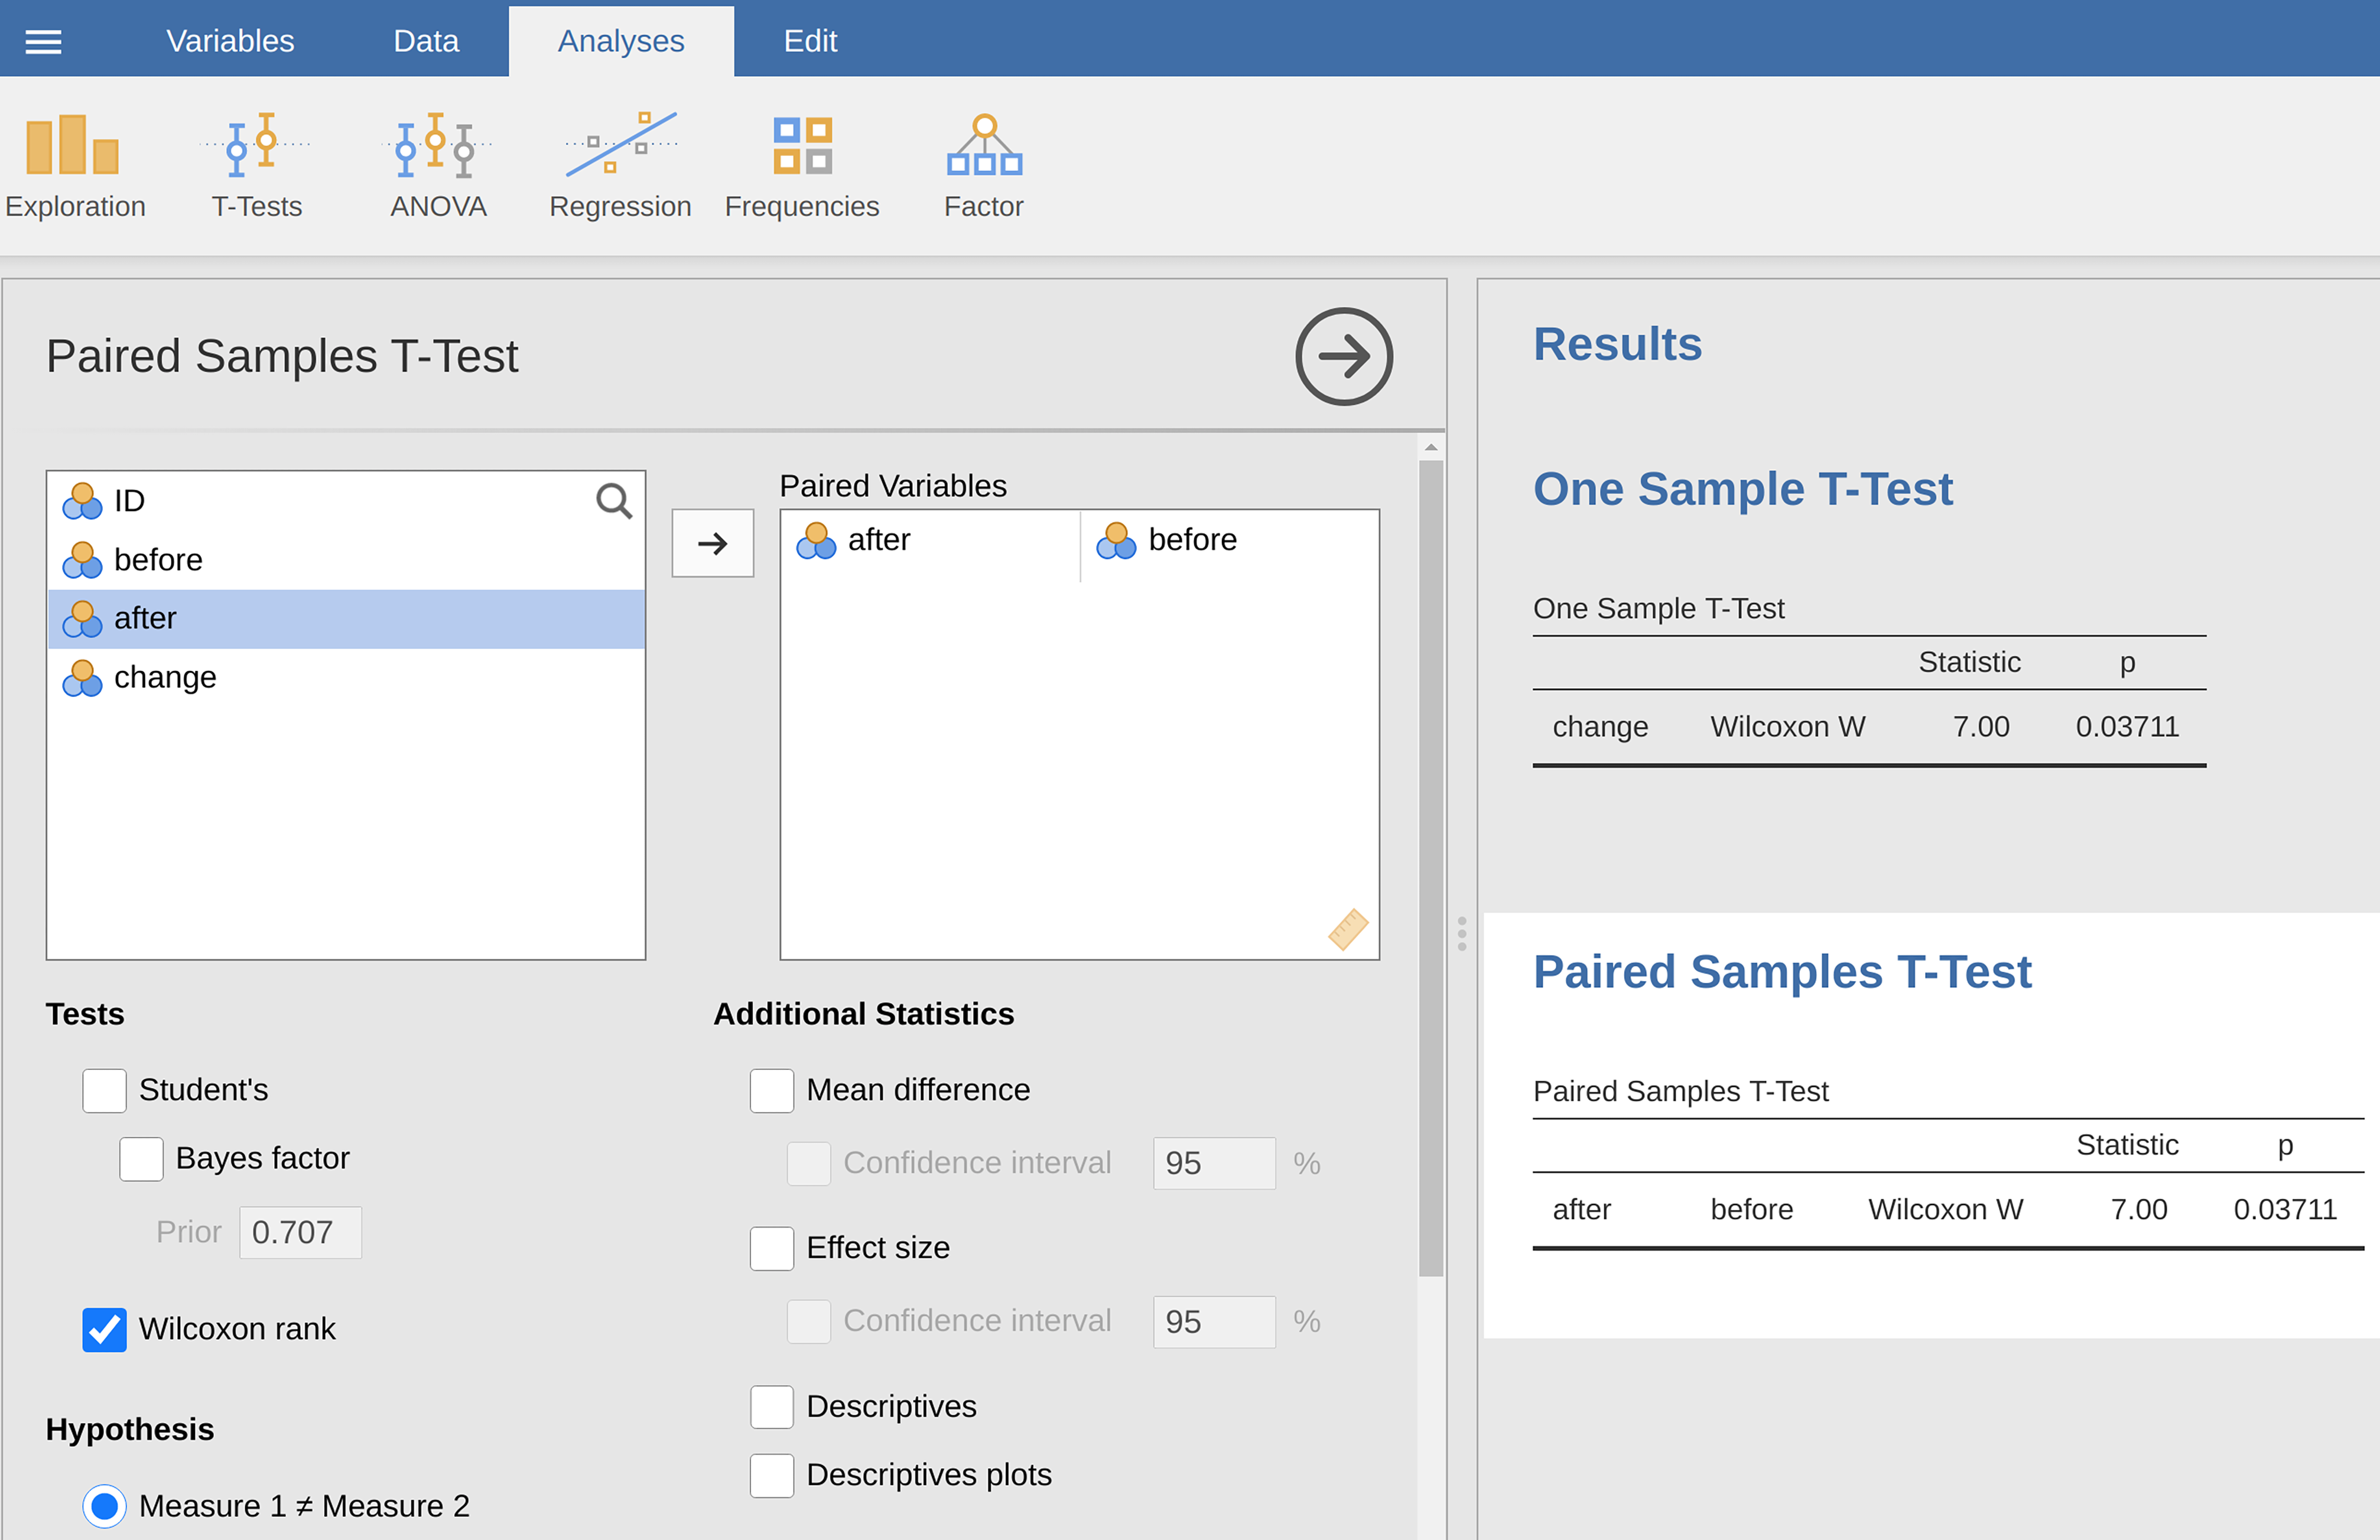 Variables Data Analyses Edit
Exploration T-Tests ANOVA Regression Frequencies Factor
Paired Samples T-Test
ID
before
after
change
Paired Variables
after before
Tests
Student's
Bayes factor
Prior 0.707
Wilcoxon rank
Hypothesis
Measure 1 ≠ Measure 2
Additional Statistics
Mean difference
Confidence interval 95 %
Effect size
Confidence interval 95 %
Descriptives
Descriptives plots
Results
One Sample T-Test
One Sample T-Test
Statistic p
change Wilcoxon W 7.00 0.03711
Paired Samples T-Test
Paired Samples T-Test
Statistic p
after before Wilcoxon W 7.00 0.03711